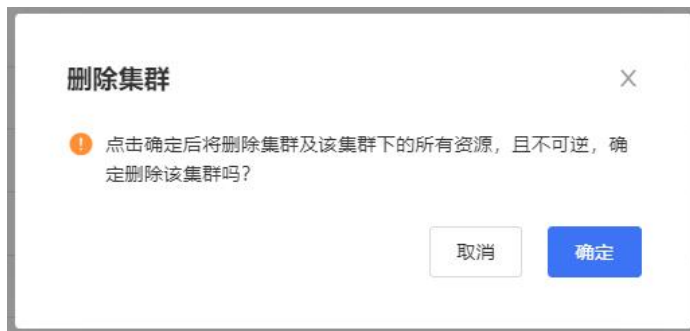 删除集群
点击确定后将删除集群及该集群下的所有资源，且不可逆，确
定删除该集群吗？
取消
确定